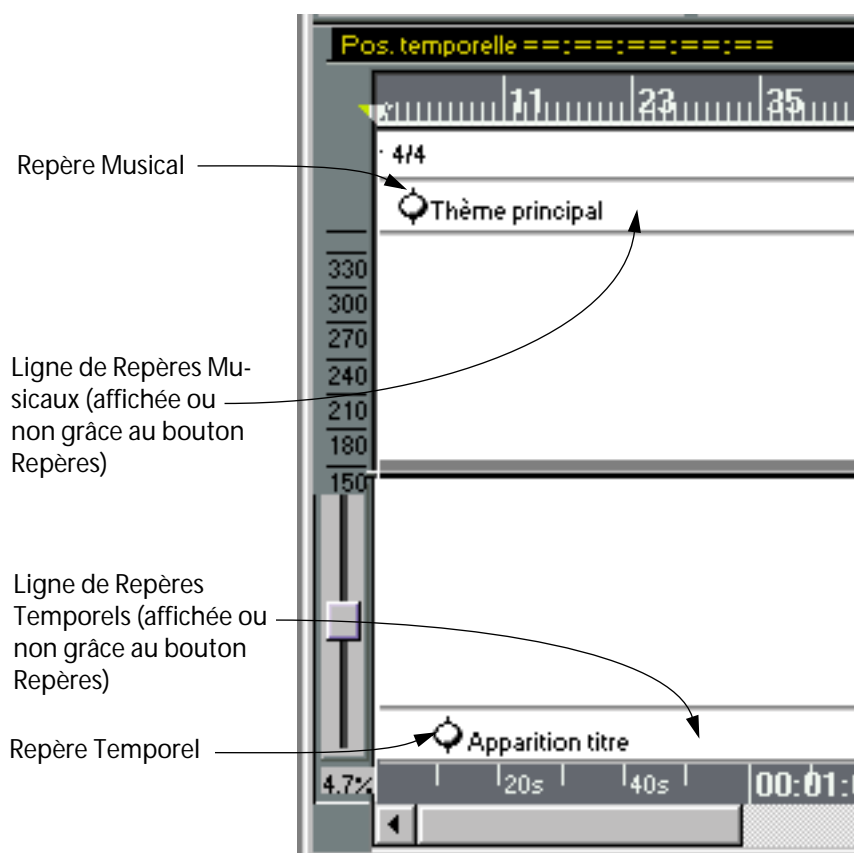 Pos. temporelle ==:==:==:==:==
11 23 35
4/4
Repère Musical
Thème principal
330
300
270
240
210
180
150
Ligne de Repères Mu-
sicaux (affichée ou
non grâce au bouton
Repères)
Ligne de Repères
Temporels (affichée ou
non grâce au bouton
Repères)
Repère Temporel
Apparition titre
4.7%
20s 40s 00:01: